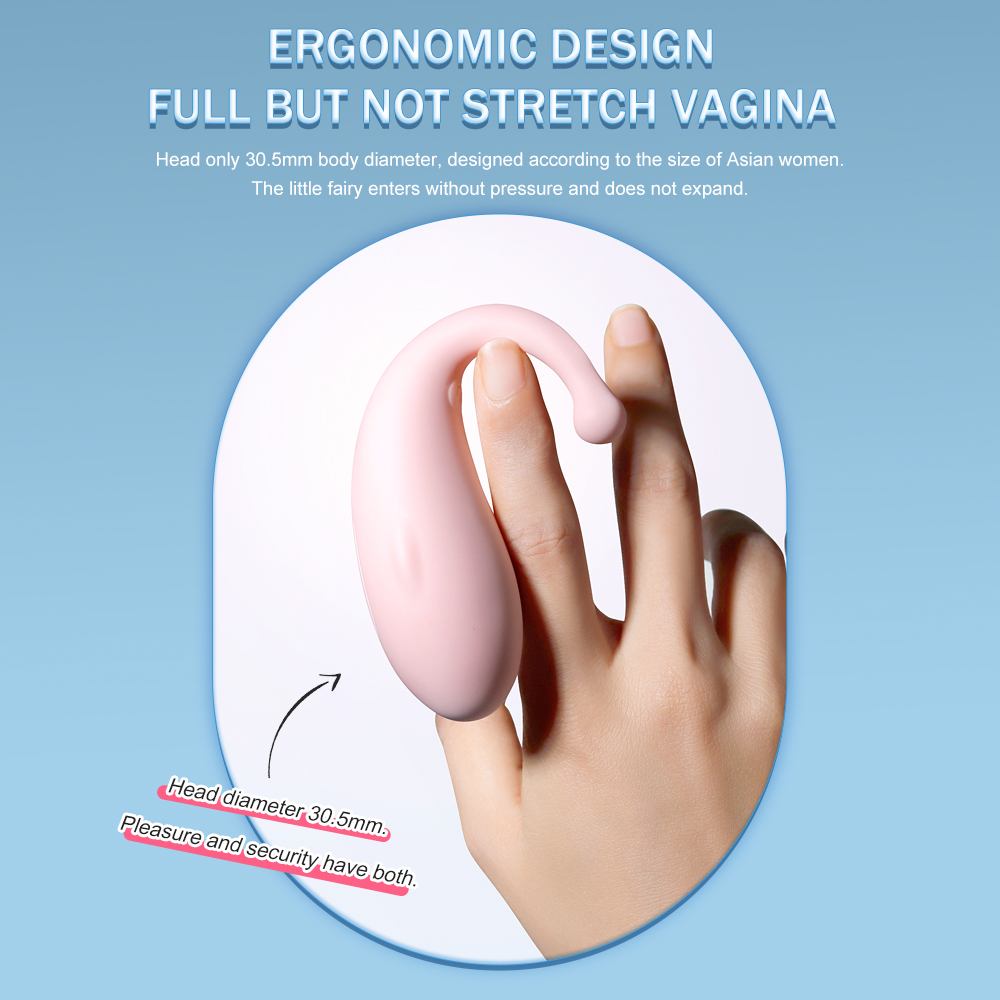 ERGONOMIC DESIGN
FULL BUT NOT STRETCH VAGINA
Head only 30.5mm body diameter, designed according to the size of Asian women.
The little fairy enters without pressure and does not expand.
Head diameter 30.5mm.
Pleasure and security have both.